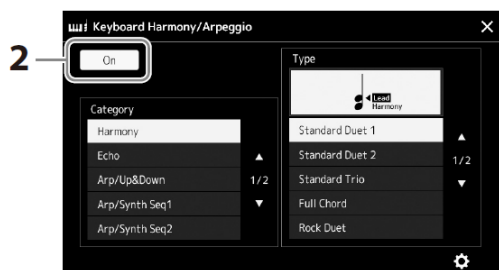 Keyboard Harmony/Arpeggio
2
On
Type
Lead
Harmony
Category
Harmony
Echo
Arp/Up&Down
Arp/Synth Seq1
Arp/Synth Seq2
1/2
Standard Duet 1
Standard Duet 2
Standard Trio
Full Chord
Rock Duet
1/2